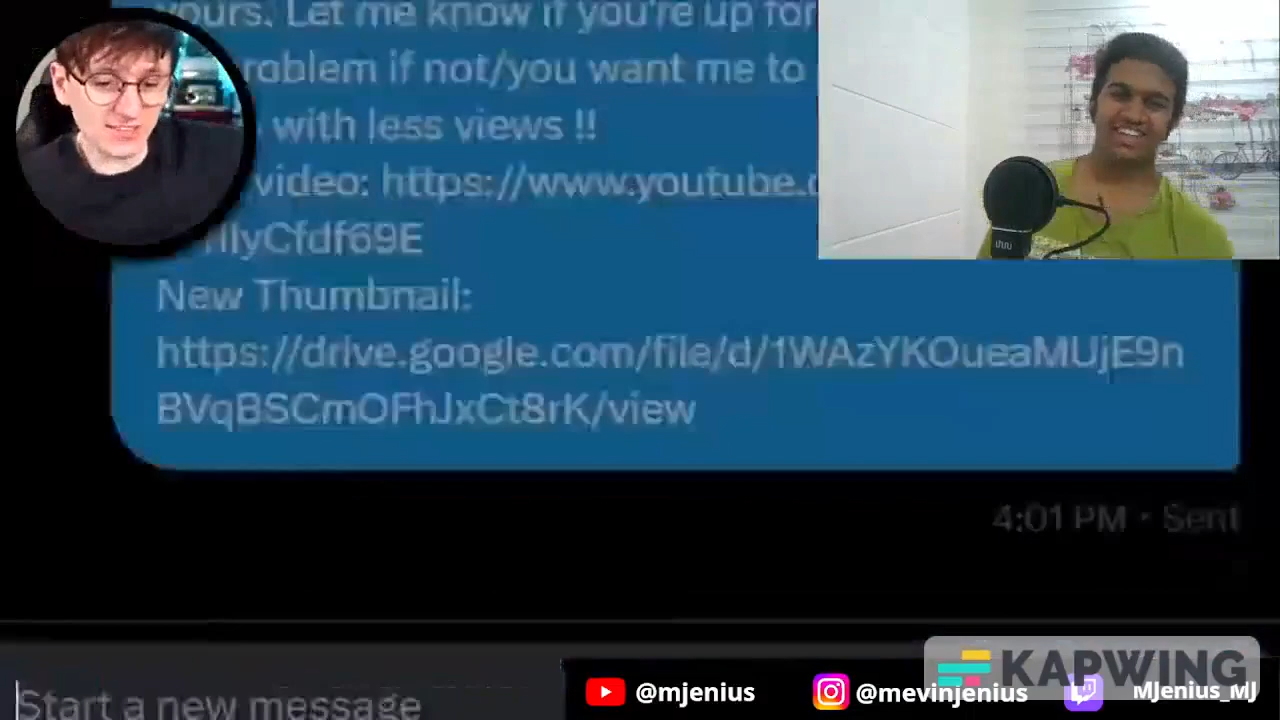 yours. Let me know if you're up for
problem if not/you want me to
with less views !!
video: https://www.youtube.
Cfdf69E
New Thumbnail:
https://drive.google.com/file/d/1WAzYKOueaMUjE9n
BVqBSCmOFhJxCt8rK/view
4:01 PM · Sent
Start a new message
KAPWING
@mjenius
@mevinjenius
MJenius_MJ